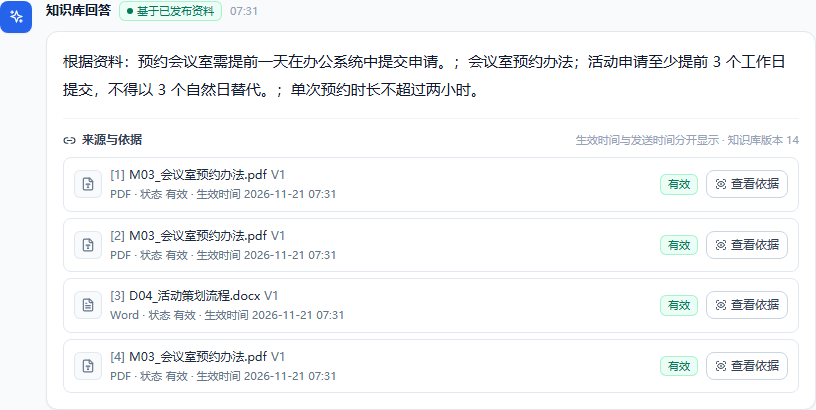 知识库回答 基于已发布资料 07:31
根据资料：预约会议室需提前一天在办公系统中提交申请。；会议室预约办法；活动申请至少提前 3 个工作日
提交，不得以 3 个自然日替代。；单次预约时长不超过两小时。
来源与依据 生效时间与发送时间分开显示 · 知识库版本 14
[1] M03_会议室预约办法.pdf V1
PDF · 状态 有效 · 生效时间 2026-11-21 07:31
有效 查看依据
[2] M03_会议室预约办法.pdf V1
PDF · 状态 有效 · 生效时间 2026-11-21 07:31
有效 查看依据
[3] D04_活动策划流程.docx V1
Word · 状态 有效 · 生效时间 2026-11-21 07:31
有效 查看依据
[4] M03_会议室预约办法.pdf V1
PDF · 状态 有效 · 生效时间 2026-11-21 07:31
有效 查看依据